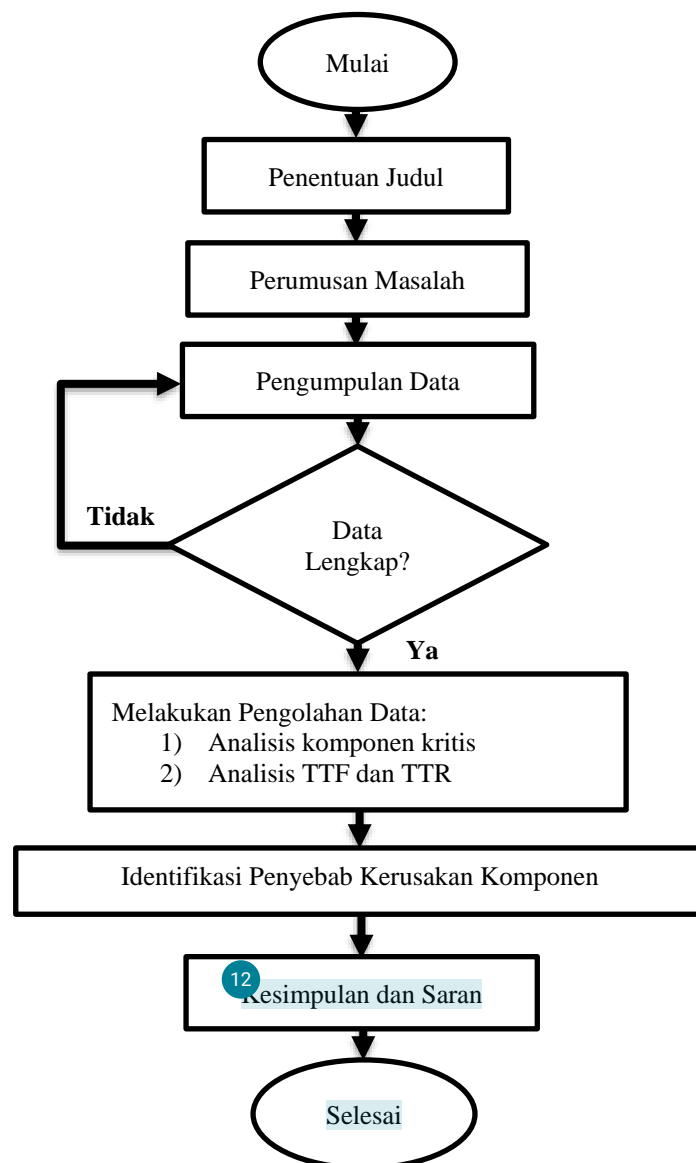 Mulai
Penentuan Judul
Perumusan Masalah
Pengumpulan Data
Tidak
Data
Lengkap?
Ya
Melakukan Pengolahan Data:
1) Analisis komponen kritis
2) Analisis TTF dan TTR
Identifikasi Penyebab Kerusakan Komponen
12
Kesimpulan dan Saran
Selesai